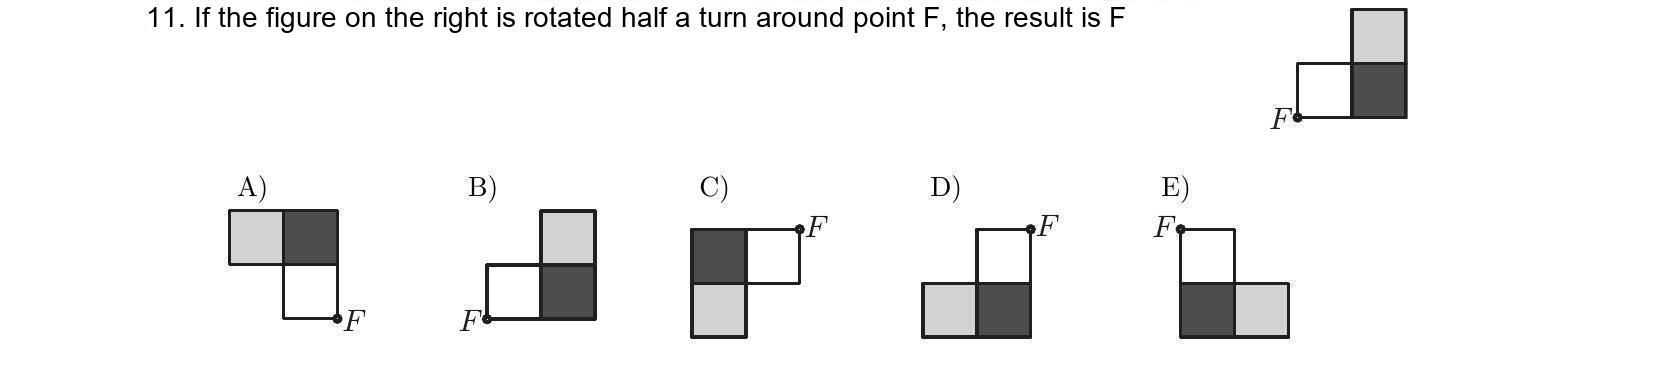 11. If the figure on the right is rotated half a turn around point F, the result is F
F
A) B) C) D) E)
F F F
F F